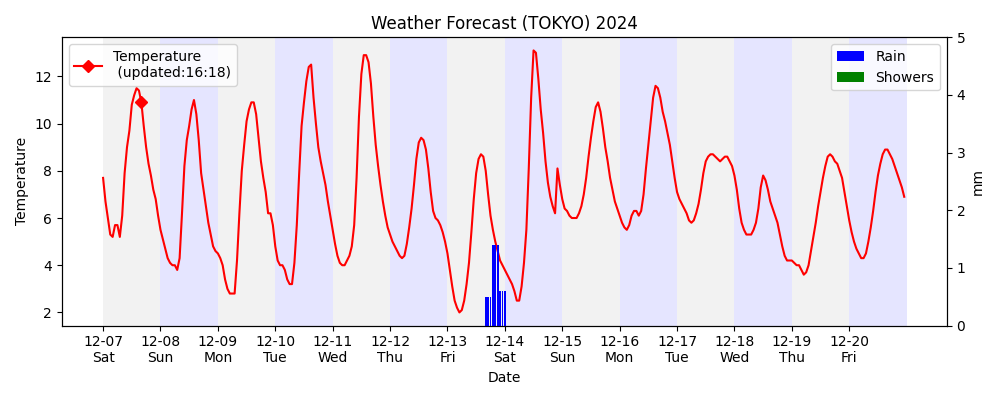 Weather Forecast (TOKYO) 2024
Temperature
(updated:16:18)
Rain
Showers
Temperature
12
10
8
6
4
2
5
4
3
2
1
0
mm
12-07 12-08 12-09 12-10 12-11 12-12 12-13 12-14 12-15 12-16 12-17 12-18 12-19 12-20
Sat Sun Mon Tue Wed Thu Fri Sat Sun Mon Tue Wed Thu Fri
Date